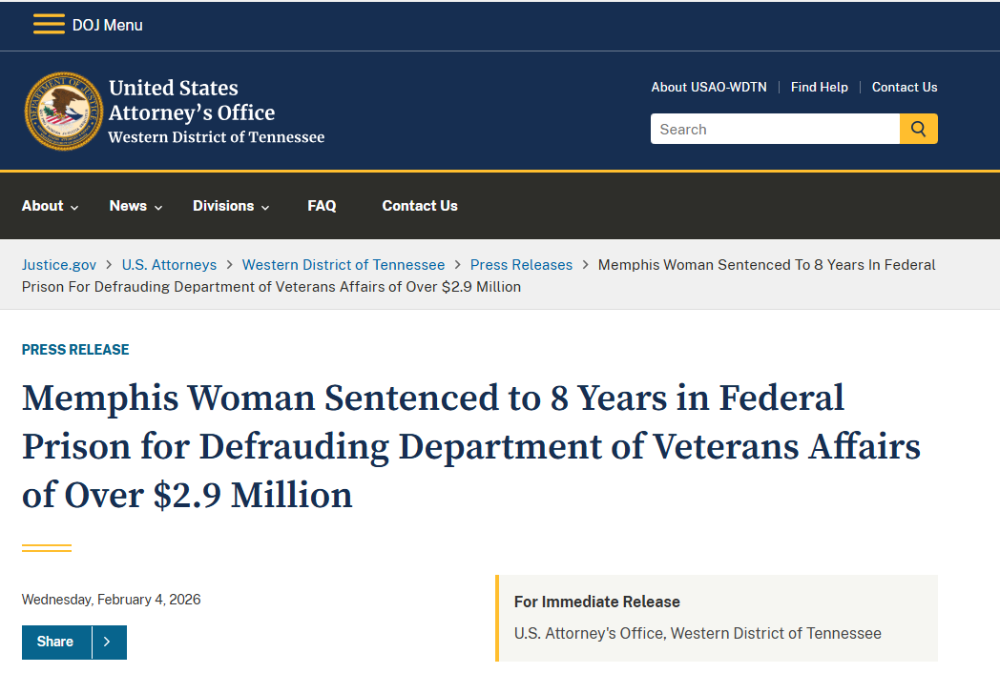 DOJ Menu
United States
Attorney’s Office
Western District of Tennessee
About USAO-WDTN
Find Help
Contact Us
Search
About
News
Divisions
FAQ
Contact Us
Justice.gov > U.S. Attorneys > Western District of Tennessee > Press Releases > Memphis Woman Sentenced To 8 Years In Federal
Prison For Defrauding Department of Veterans Affairs of Over $2.9 Million
PRESS RELEASE
Memphis Woman Sentenced to 8 Years in Federal
Prison for Defrauding Department of Veterans Affairs
of Over $2.9 Million
Wednesday, February 4, 2026
Share
For Immediate Release
U.S. Attorney's Office, Western District of Tennessee